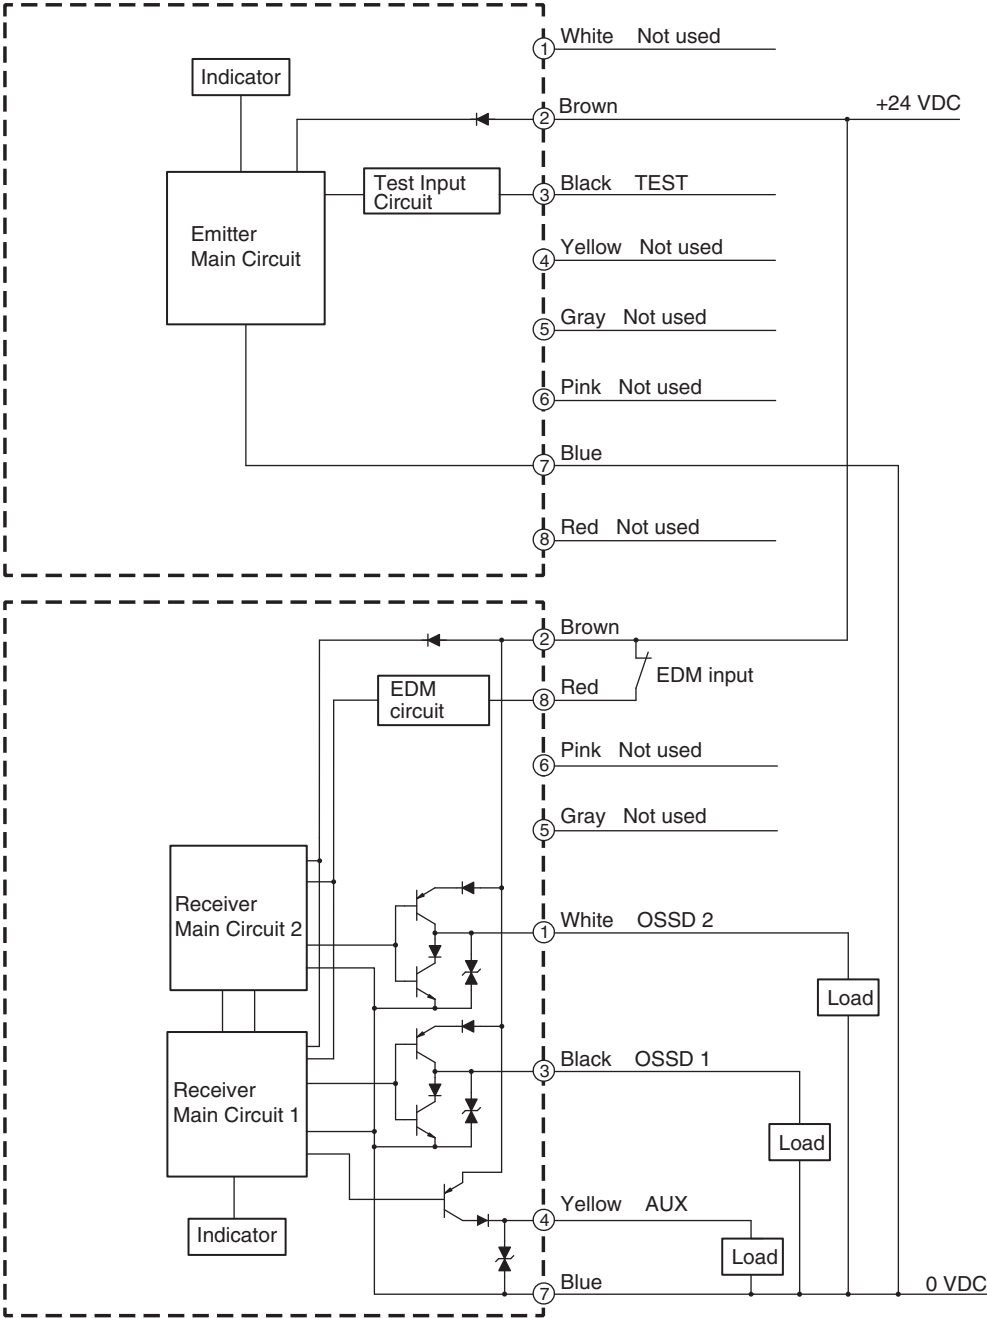 1 White Not used
Indicator
2 Brown
+24 VDC
Test Input
Circuit
3 Black TEST
Emitter
Main Circuit
4 Yellow Not used
5 Gray Not used
6 Pink Not used
7 Blue
8 Red Not used
2 Brown
EDM input
EDM
circuit
8 Red
6 Pink Not used
5 Gray Not used
Receiver
Main Circuit 2
1 White OSSD 2
Load
Receiver
Main Circuit 1
3 Black OSSD 1
Load
Indicator
4 Yellow AUX
Load
7 Blue
0 VDC